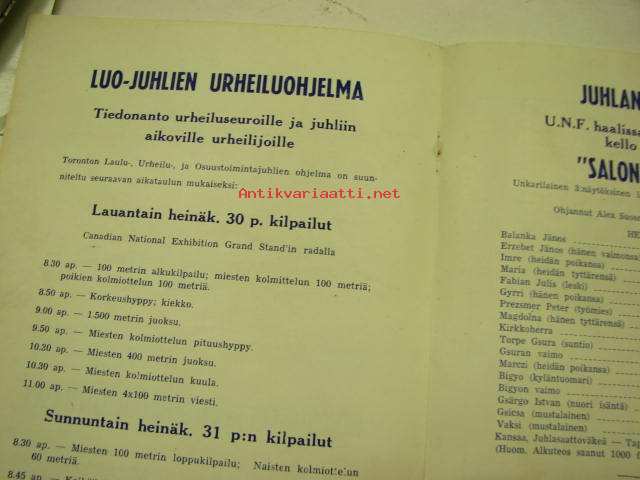 LUO-JUHLIEN URHEILUOHJELMA
Tiedonanto urheiluseuroille ja juhliin
aikoville urheilijoille
Toronton Laulu-, Urheilu-, ja Osuustoimintajuhlien ohjelma on suun-
niteltu seuraavan aikataulun mukaiseksi:
Antikvariaatti.net
Lauantain heinäk. 30 p. kilpailut
Canadian National Exhibition Grand Stand'in radalla
8.30 ap. — 100 metrin alkukilpailu; miesten kolmittelun 100 metriä;
poikien kolmiottelun 100 metriä.
8.50 ap. — Korkeushyppy; kiekko.
9.00 ap. — 1.500 metrin juoksu.
9.50 ap. — Miesten kolmiottelun pituushyppy.
10.30 ap. — Miesten 400 metrin juoksu.
10.30 ap. — Miesten kolmiottelun kuula.
11.00 ap. — Miesten 4x100 metrin viesti.
Sunnuntain heinäk. 31 p:n kilpailut
8.30 ap. — Miesten 100 metrin loppukilpailu; Naisten kolmiottelun
60 metriä.
8.45 ap. —
JUHLAN
U.N.F. haalissa
kello
"SALON
Unkarilainen 3:näytöksinen
Ohjannut Alex
HE
Balanka János
Erzebet János (hänen vaimonsa)
Imre (heidän poikansa)
Maria (heidän tyttärensä)
Fabian Julis (leski)
Gyrri (hänen poikansa)
Prezsmer Peter (työmies)
Magdolna (hänen tyttärensä)
Kirkkoherra
Torpe Gsura (suntio)
Gsuran vaimo
Marczi (heidän poikansa)
Bigyo (kyläntuomari)
Bigyon vaimo
Gsárgo Istvan (nuori isäntä)
Gsicsa (mustalainen)
Vaksi (mustalainen)
Kansaa, Juhlasaattoväkeä — Tap
(Huom. Alkuteos saanut 1000